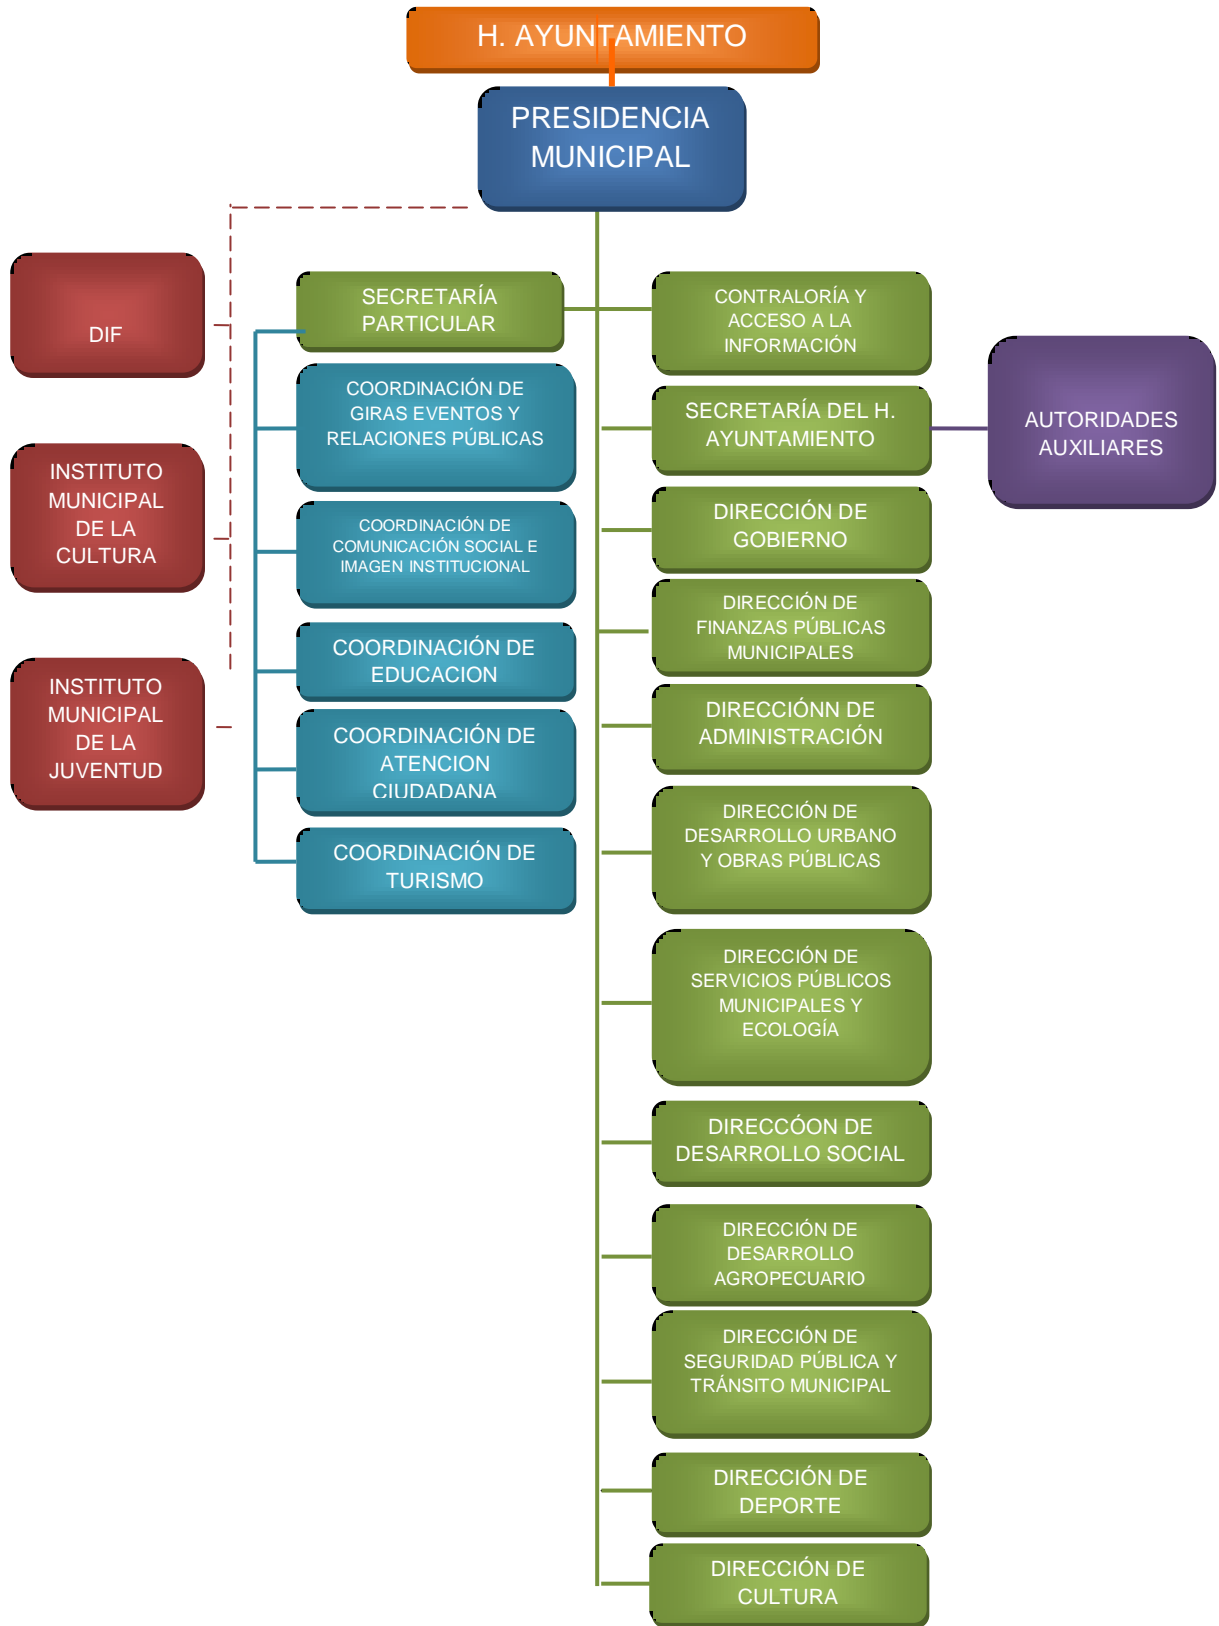 H. AYUNTAMIENTO
PRESIDENCIA
MUNICIPAL
DIF
INSTITUTO
MUNICIPAL
DE LA
CULTURA
INSTITUTO
MUNICIPAL
DE LA
JUVENTUD
SECRETARÍA
PARTICULAR
COORDINACIÓN DE
GIRAS EVENTOS Y
RELACIONES PÚBLICAS
COORDINACIÓN DE
COMUNICACIÓN SOCIAL E
IMAGEN INSTITUCIONAL
COORDINACIÓN DE
EDUCACION
COORDINACIÓN DE
ATENCION
CIUDADANA
COORDINACIÓN DE
TURISMO
CONTRALORÍA Y
ACCESO A LA
INFORMACIÓN
SECRETARÍA DEL H.
AYUNTAMIENTO
AUTORIDADES
AUXILIARES
DIRECCIÓN DE
GOBIERNO
DIRECCIÓN DE
FINANZAS PÚBLICAS
MUNICIPALES
DIRECCIÓNN DE
ADMINISTRACIÓN
DIRECCIÓN DE
DESARROLLO URBANO
Y OBRAS PÚBLICAS
DIRECCIÓN DE
SERVICIOS PÚBLICOS
MUNICIPALES Y
ECOLOGÍA
DIRECCÓON DE
DESARROLLO SOCIAL
DIRECCIÓN DE
DESARROLLO
AGROPECUARIO
DIRECCIÓN DE
SEGURIDAD PÚBLICA Y
TRÁNSITO MUNICIPAL
DIRECCIÓN DE
DEPORTE
DIRECCIÓN DE
CULTURA